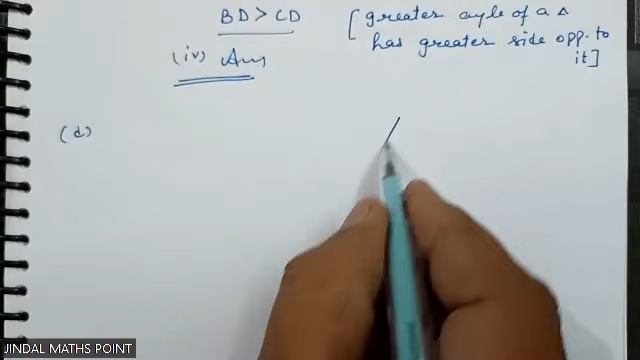 BD > CD [greater angle of a Δ
has greater side opp. to
it]
(iv) Ans
(d)
JINDAL MATHS POINT